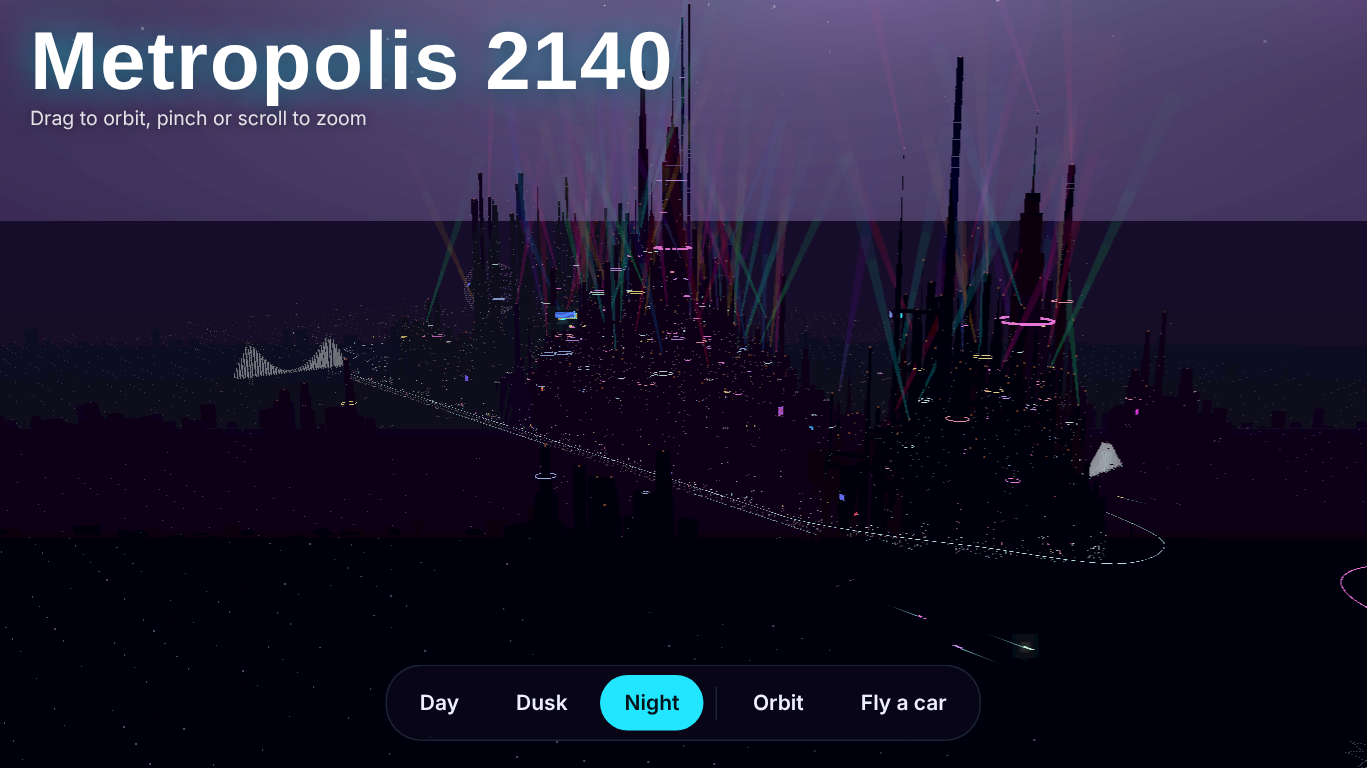 Metropolis 2140
Drag to orbit, pinch or scroll to zoom
Day Dusk Night Orbit Fly a car